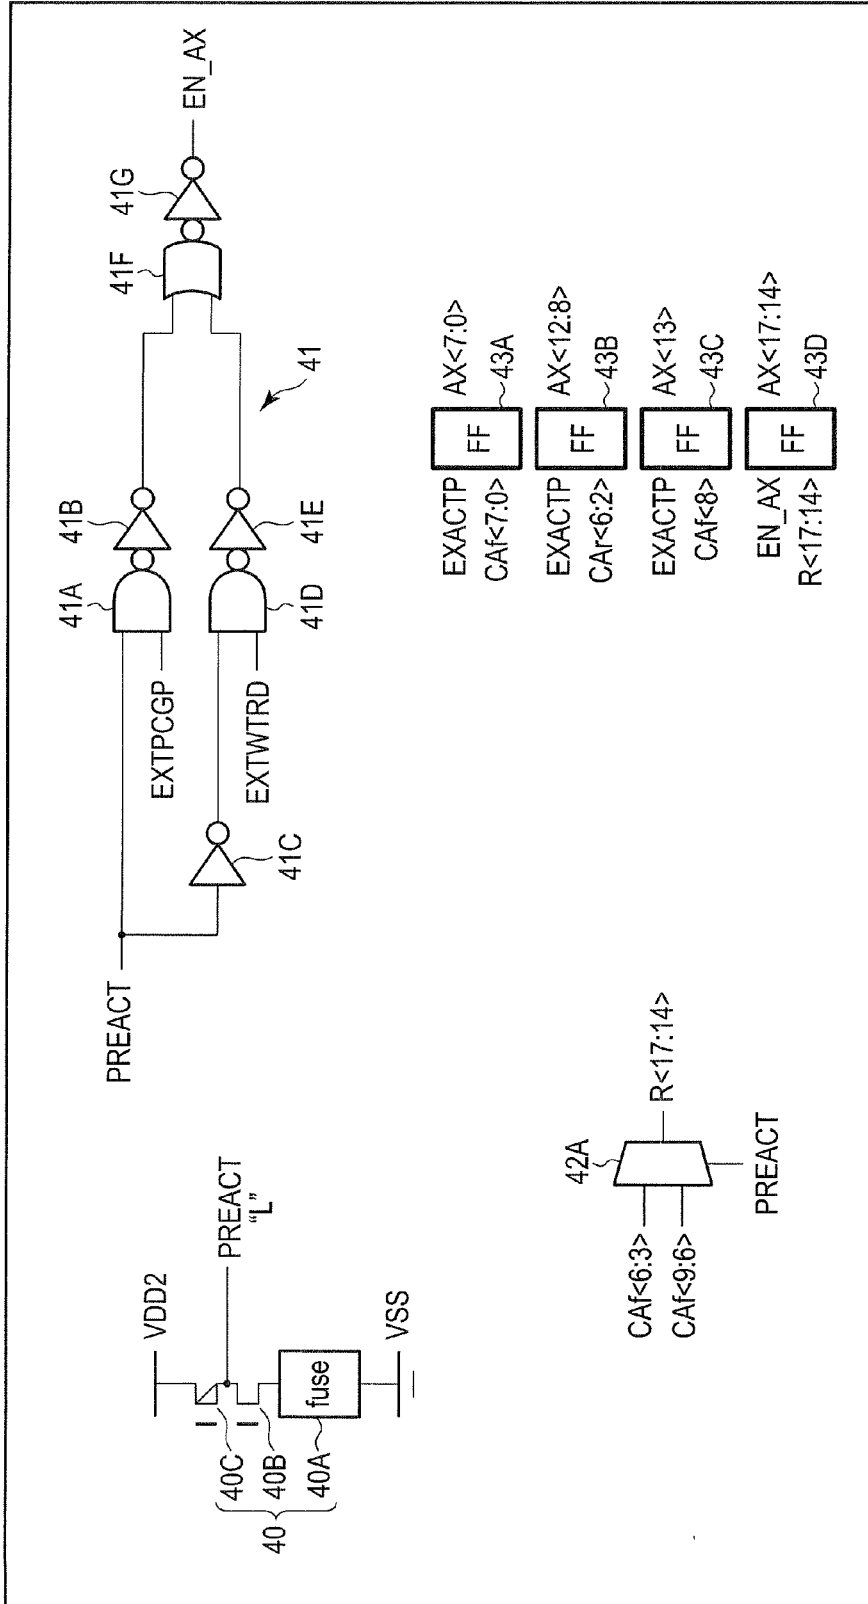 VDD2
40C
40B
40
40A
fuse
PREACT
"L"
VSS
PREACT
EXTPCGP
41A
41B
41C
EXTWTRD
41D
41E
41
41F
41G
EN_AX
CAf<6:3>
CAf<9:6>
42A
R<17:14>
PREACT
EXACTP
CAf<7:0>
FF
AX<7:0>
43A
EXACTP
CAr<6:2>
FF
AX<12:8>
43B
EXACTP
CAf<8>
FF
AX<13>
43C
EN_AX
R<17:14>
FF
AX<17:14>
43D